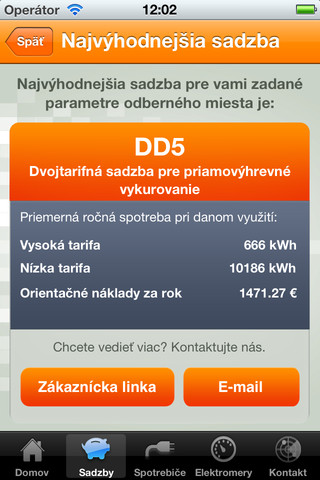 Operátor 12:02
Späť Najvýhodnejšia sadzba
Najvýhodnejšia sadzba pre vami zadané
parametre odberného miesta je:
DD5
Dvojtarifná sadzba pre priamovýhrevné
vykurovanie
Priemerná ročná spotreba pri danom využití:
Vysoká tarifa 666 kWh
Nízka tarifa 10186 kWh
Orientačné náklady za rok 1471.27 €
Chcete vedieť viac? Kontaktujte nás.
Zákaznícka linka E-mail
Domov Sadzby Spotrebiče Elektromery Kontakt